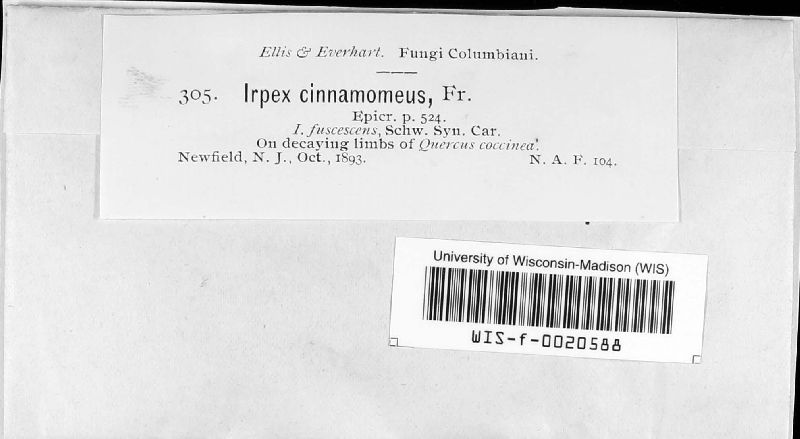 Ellis & Everhart. Fungi Columbiani.
305. Irpex cinnamomeus, Fr.
Epicr. p. 524.
I. fuscescens, Schw. Syn. Car.
On decaying limbs of Quercus coccinea.
Newfield, N. J., Oct., 1893. N. A. F. 104.
University of Wisconsin-Madison (WIS)
WIS-f-0020588